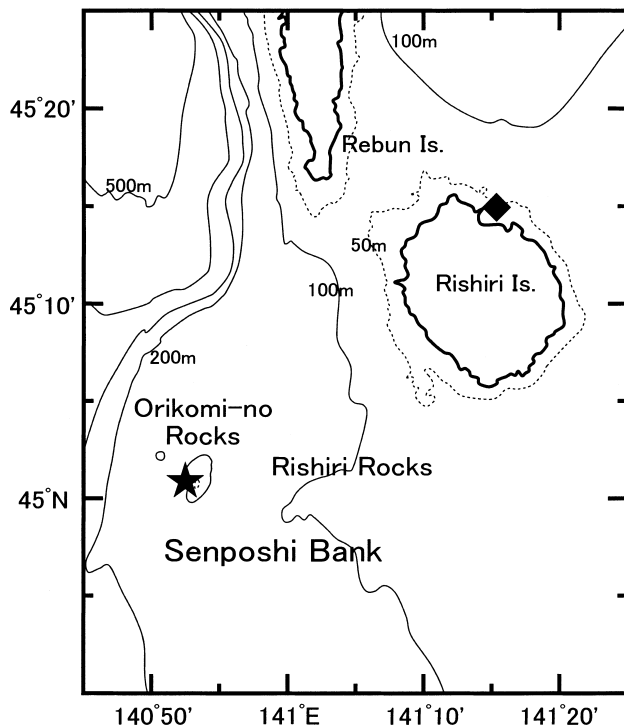 100m
45°20'
Rebun Is.
500m
50m
Rishiri Is.
100m
45°10'
200m
Orikomi-no
Rocks
Rishiri Rocks
45°N
Senposhi Bank
140°50'
141°E
141°10'
141°20'